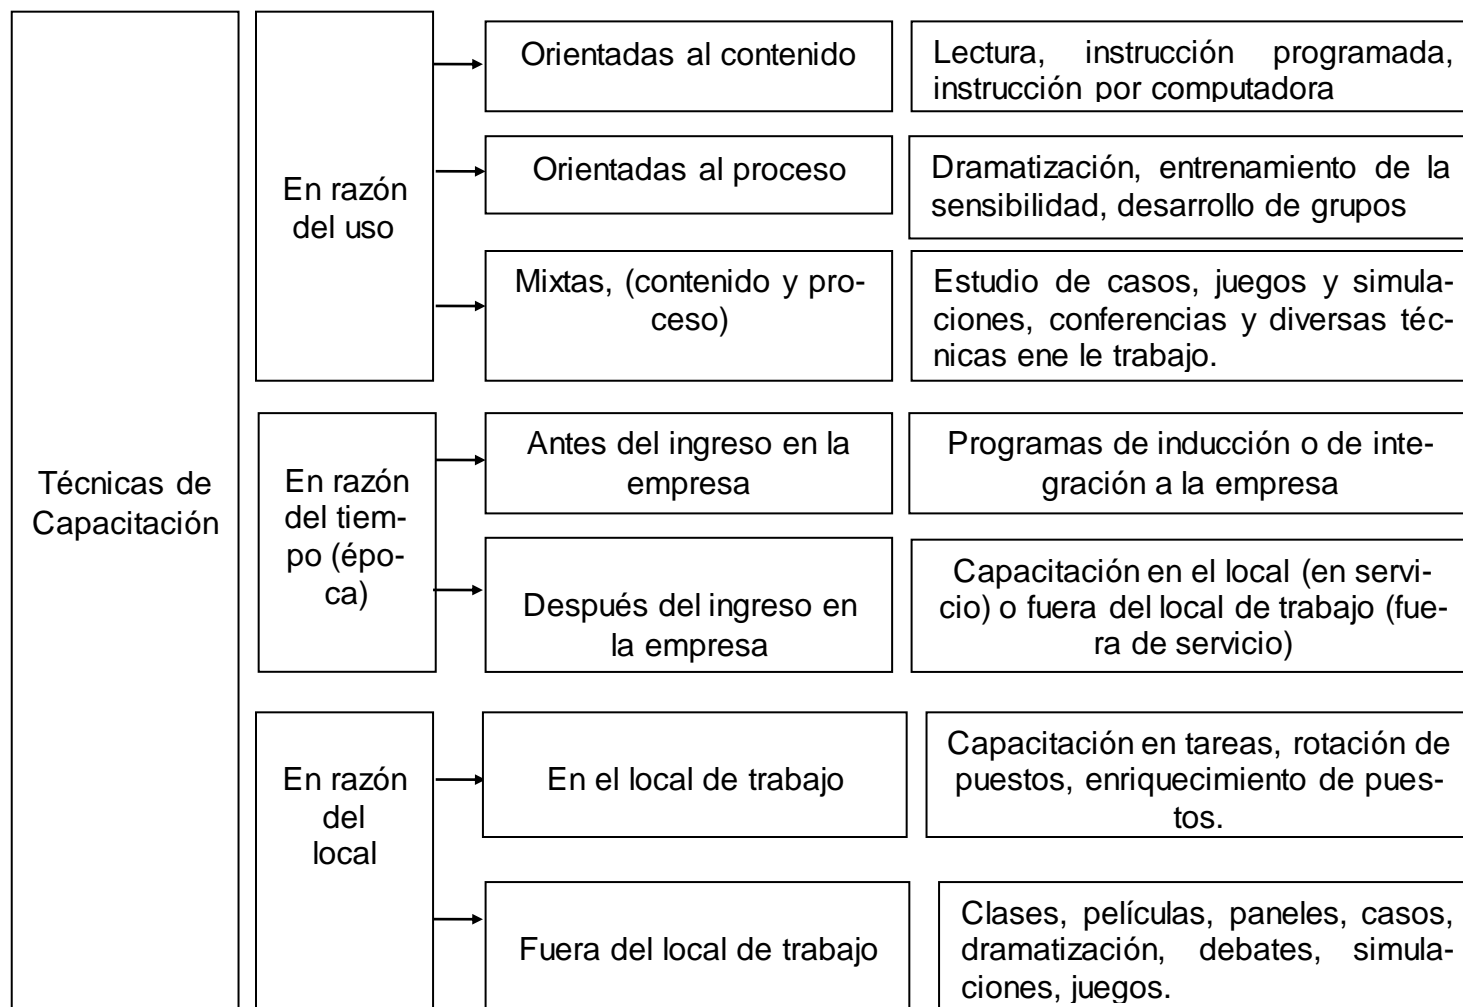 Técnicas de
Capacitación
En razón
del uso
Orientadas al contenido
Lectura, instrucción programada,
instrucción por computadora
Orientadas al proceso
Dramatización, entrenamiento de la
sensibilidad, desarrollo de grupos
Mixtas, (contenido y pro-
ceso)
Estudio de casos, juegos y simula-
ciones, conferencias y diversas téc-
nicas ene le trabajo.
En razón
del tiem-
po (épo-
ca)
Antes del ingreso en la
empresa
Programas de inducción o de inte-
gración a la empresa
Después del ingreso en
la empresa
Capacitación en el local (en servi-
cio) o fuera del local de trabajo (fue-
ra de servicio)
En razón
del
local
En el local de trabajo
Capacitación en tareas, rotación de
puestos, enriquecimiento de pues-
tos.
Fuera del local de trabajo
Clases, películas, paneles, casos,
dramatización, debates, simula-
ciones, juegos.